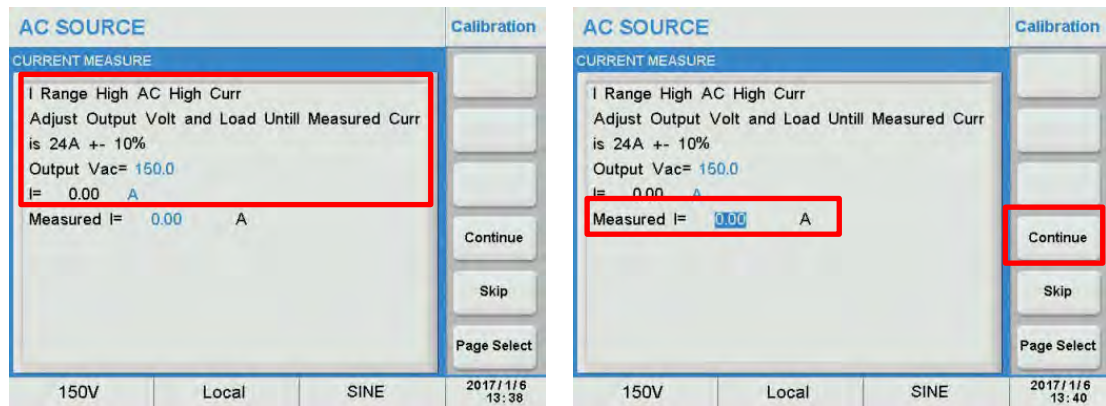 AC SOURCE
Calibration
CURRENT MEASURE
I Range High AC High Curr
Adjust Output Volt and Load Untill Measured Curr
is 24A +- 10%
Output Vac= 150.0
I= 0.00 A
Measured I= 0.00 A
Continue
Skip
Page Select
150V Local SINE 2017/1/6
13:38
AC SOURCE
Calibration
CURRENT MEASURE
I Range High AC High Curr
Adjust Output Volt and Load Untill Measured Curr
is 24A +- 10%
Output Vac= 150.0
I= 0.00 A
Measured I= 0.00 A
Continue
Skip
Page Select
150V Local SINE 2017/1/6
13:40